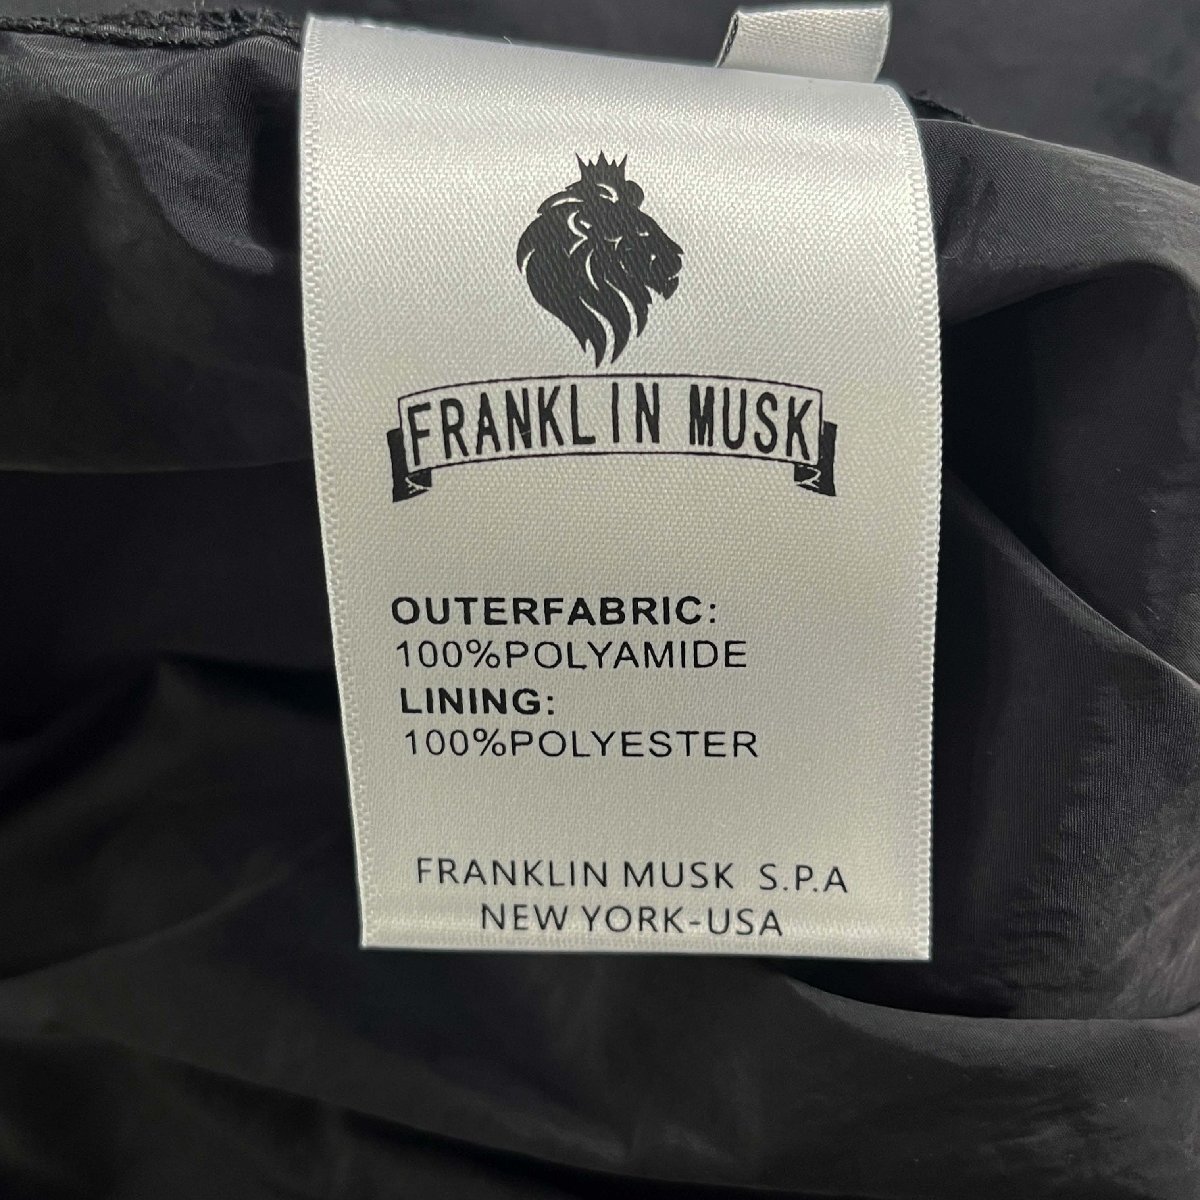 FRANKLIN MUSK
OUTERFABRIC:
100%POLYAMIDE
LINING:
100%POLYESTER
FRANKLIN MUSK S.P.A
NEW YORK-USA